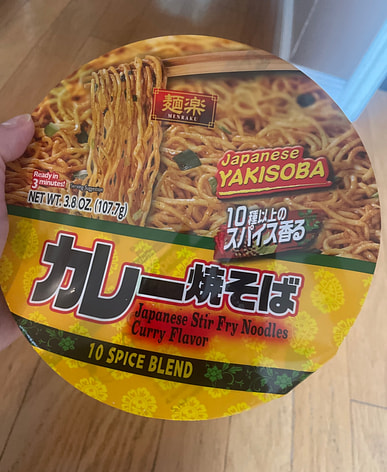 麺楽
MENRAKU
Japanese
YAKISOBA
Ready in
3 minutes!
Serving Suggestion
NET WT. 3.8 OZ. (107.7g)
10種以上の
スパイス香る
カレー焼そば
Japanese Stir Fry Noodles
Curry Flavor
10 SPICE BLEND